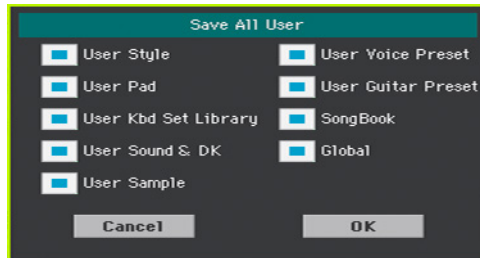 Save All User
User Style
User Voice Preset
User Pad
User Guitar Preset
User Kbd Set Library
SongBook
User Sound & DK
Global
User Sample
Cancel
OK